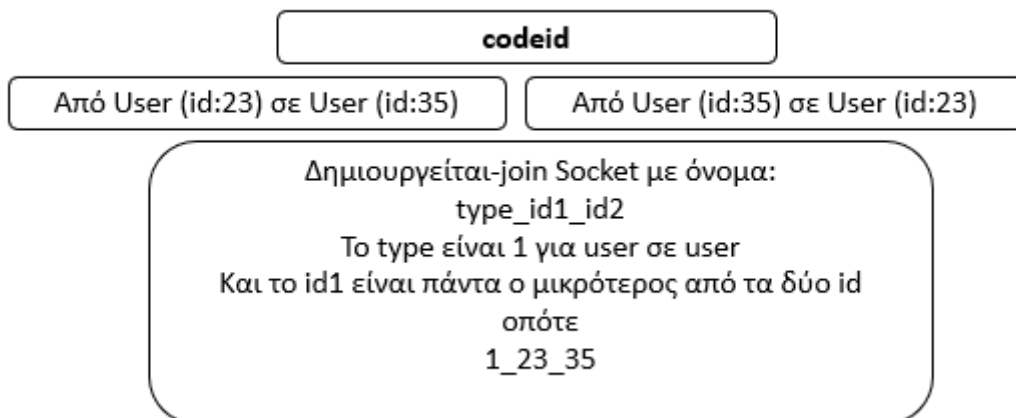 codeid
Από User (id:23) σε User (id:35)
Από User (id:35) σε User (id:23)
Δημιουργείται-join Socket με όνομα:
type_id1_id2
Το type είναι 1 για user σε user
Και το id1 είναι πάντα ο μικρότερος από τα δύο id
οπότε
1_23_35